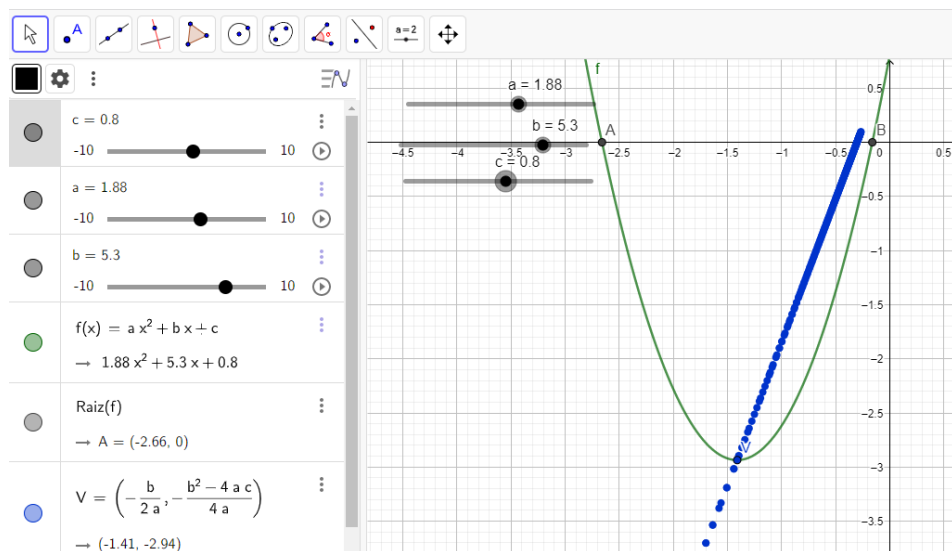 A
a=2
c = 0.8
-10
10
a = 1.88
-10
10
b = 5.3
-10
10
f(x) = a x² + b x + c
→ 1.88 x² + 5.3 x + 0.8
Raiz(f)
→ A = (-2.66, 0)
V = (-b/2 a, -b² − 4 a c/4 a)
→ (-1.41, -2.94)
f
a = 1.88
b = 5.3
c = 0.8
A
B
V
0.5
-4.5 -4 -3.5 -3 -2.5 -2 -1.5 -1 -0.5 0 0.5
-0.5
-1
-1.5
-2
-2.5
-3
-3.5